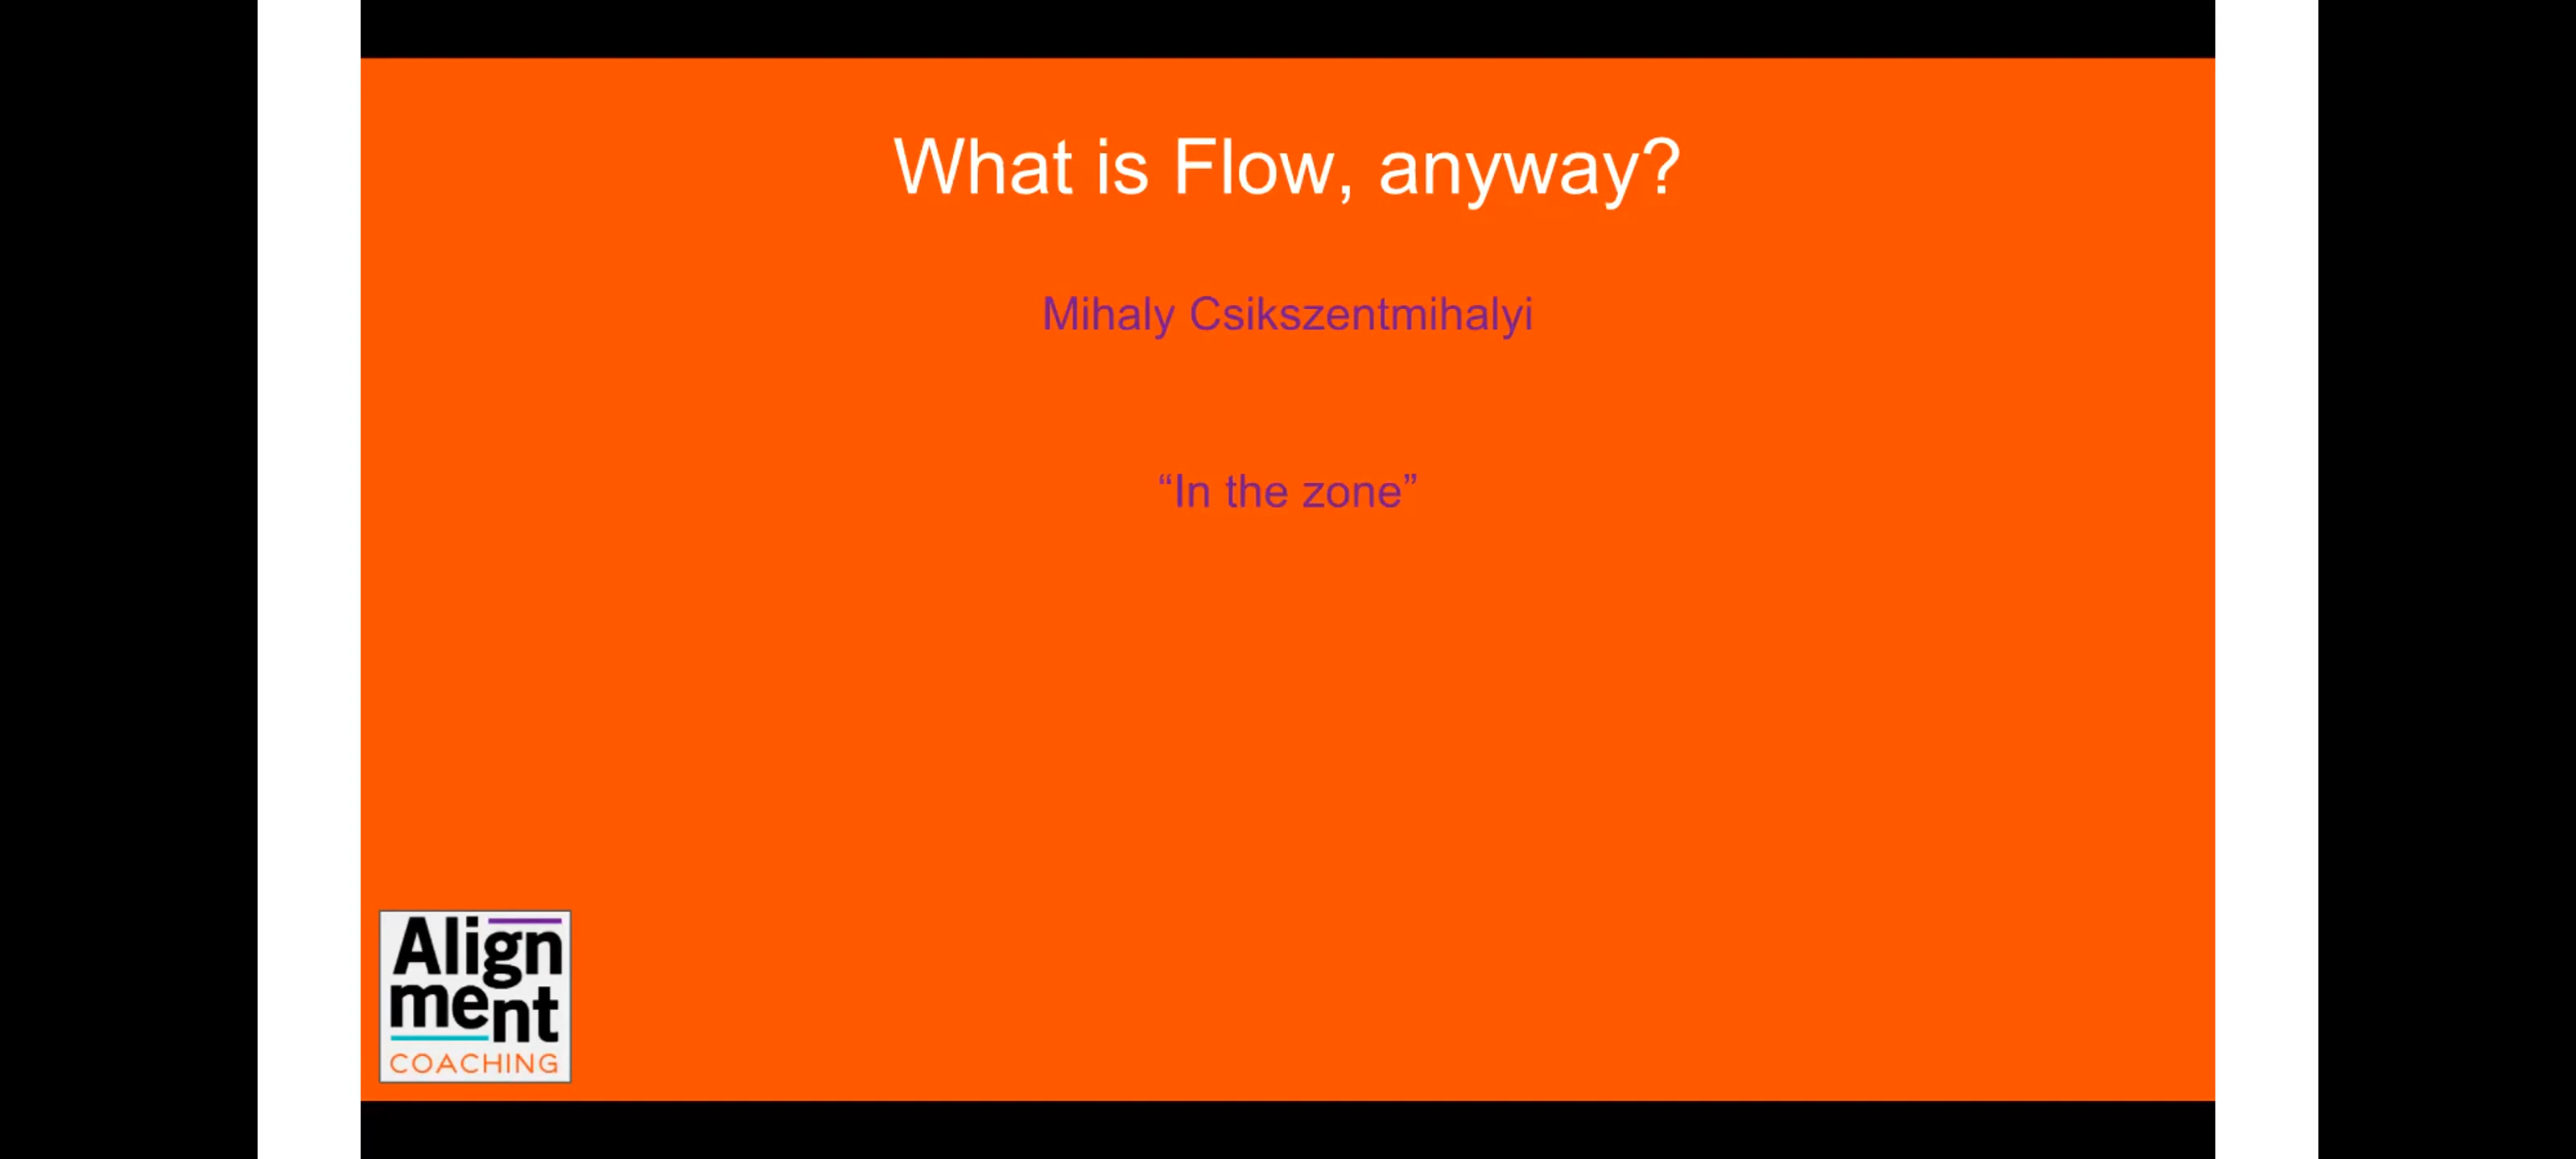 What is Flow, anyway?
Mihaly Csikszentmihalyi
“In the zone”
Align
ment
COACHING